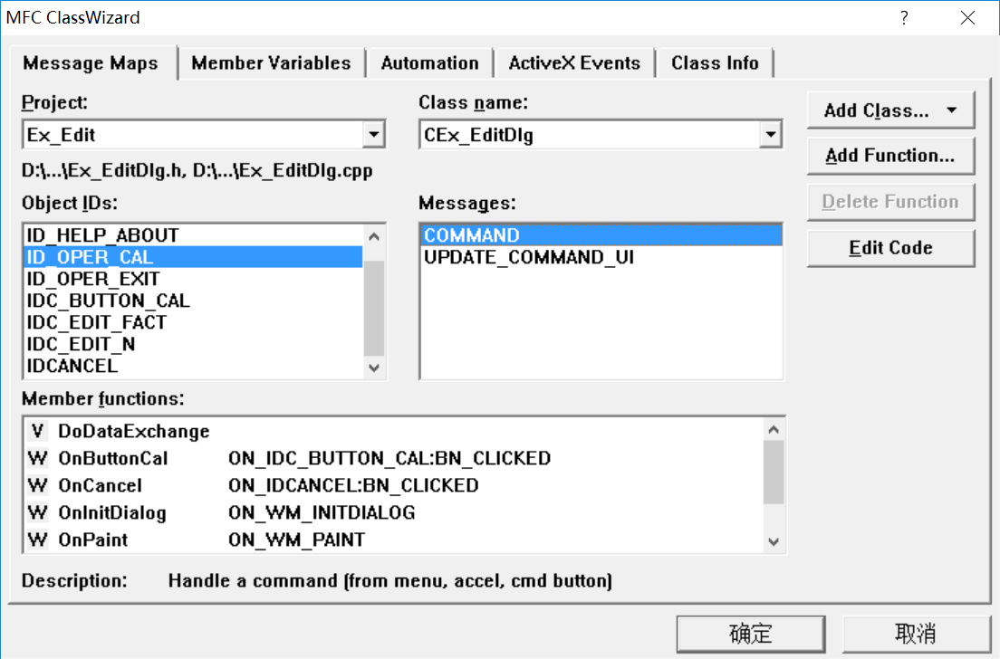 MFC ClassWizard ?
Message Maps Member Variables Automation ActiveX Events Class Info
Project: Class name: Add Class...
Ex_Edit CEx_EditDlg
Add Function...
D:\...\Ex_EditDlg.h, D:\...\Ex_EditDlg.cpp
Object IDs: Messages: Delete Function
ID_HELP_ABOUT COMMAND
ID_OPER_CAL UPDATE_COMMAND_UI Edit Code
ID_OPER_EXIT
IDC_BUTTON_CAL
IDC_EDIT_FACT
IDC_EDIT_N
IDCANCEL
Member functions:
V DoDataExchange
W OnButtonCal ON_IDC_BUTTON_CAL:BN_CLICKED
W OnCancel ON_IDCANCEL:BN_CLICKED
W OnInitDialog ON_WM_INITDIALOG
W OnPaint ON_WM_PAINT
Description: Handle a command (from menu, accel, cmd button)
确定 取消